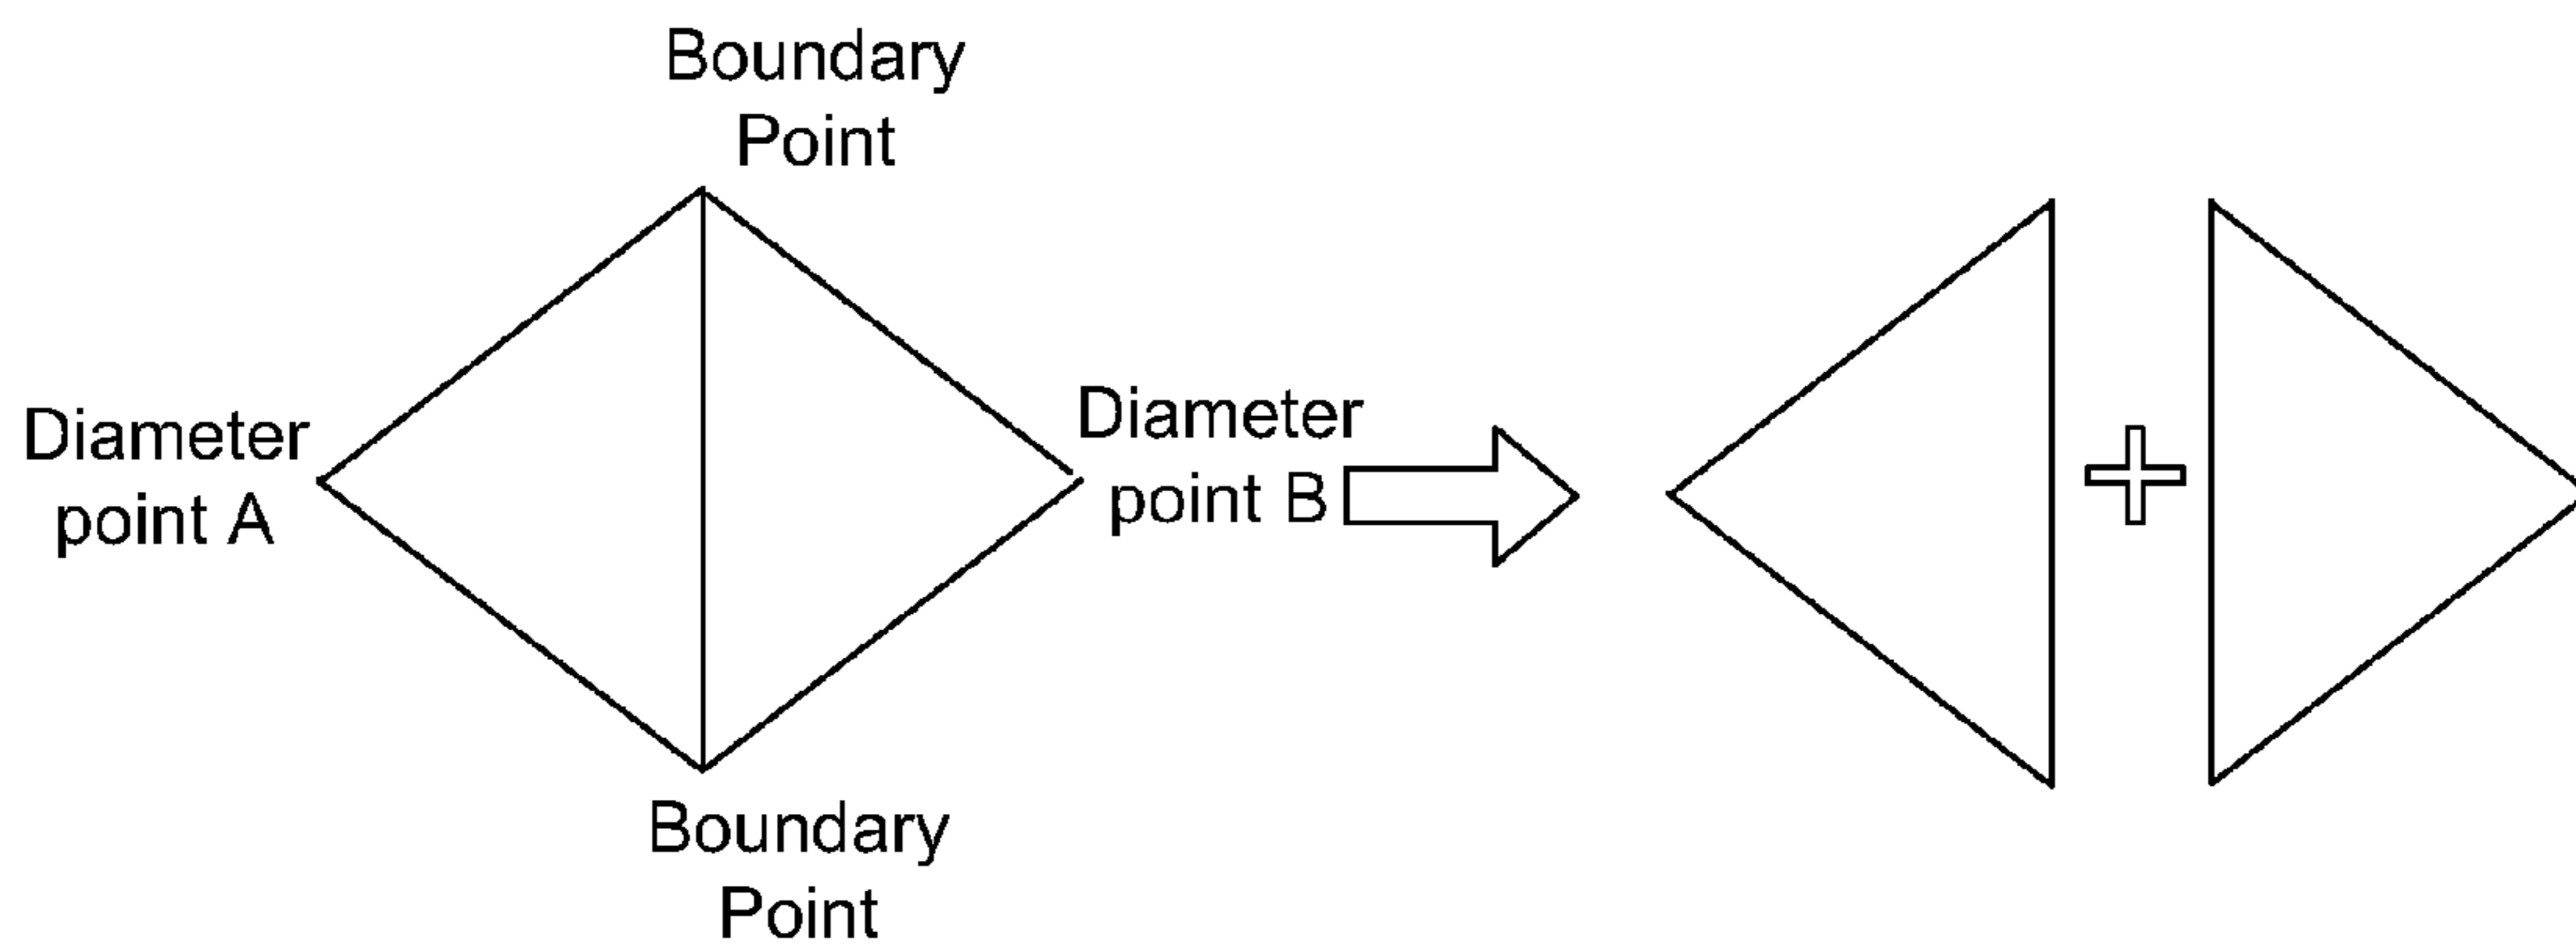 Boundary
Point
Diameter
point A
Diameter
point B
Boundary
Point